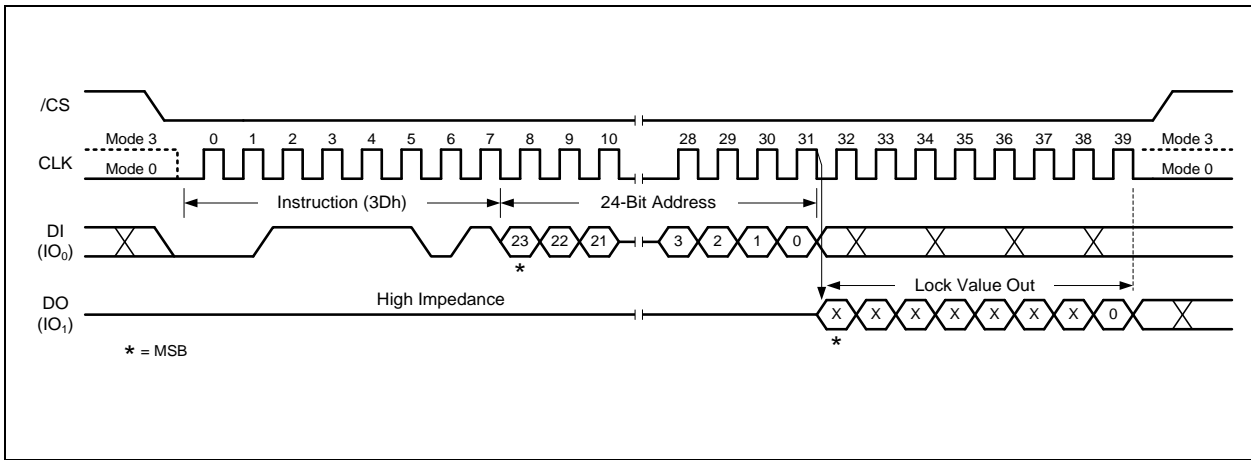 /CS
Mode 3 0 1 2 3 4 5 6 7 8 9 10 28 29 30 31 32 33 34 35 36 37 38 39 Mode 3
CLK
Mode 0 Mode 0
Instruction (3Dh) 24-Bit Address
DI
(IO₀)
23 22 21 3 2 1 0
*
Lock Value Out
High Impedance
DO
(IO₁)
X X X X X X X 0
*
* = MSB